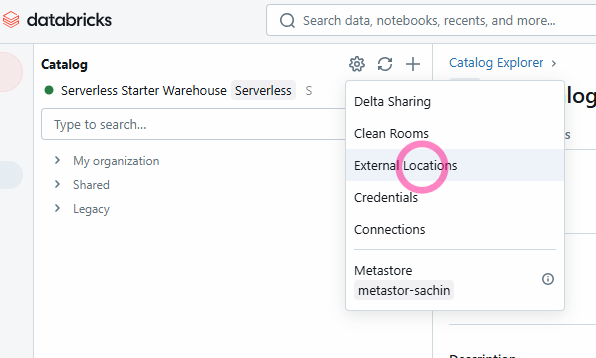 databricks
Search data, notebooks, recents, and more...
Catalog
Serverless Starter Warehouse Serverless S
Type to search...
My organization
Shared
Legacy
Delta Sharing
Clean Rooms
External Locations
Credentials
Connections
Metastore
metastor-sachin
Catalog Explorer
log
s
Description